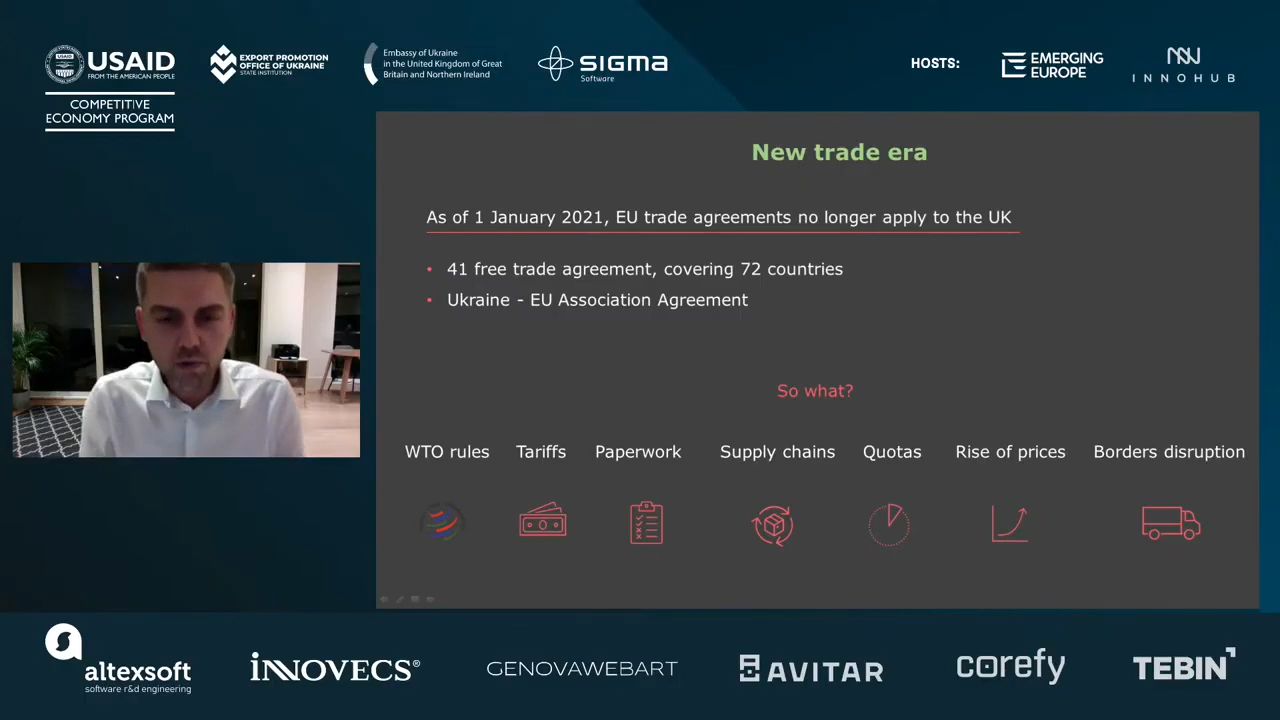 USAID
FROM THE AMERICAN PEOPLE
COMPETITIVE
ECONOMY PROGRAM
EXPORT PROMOTION
OFFICE OF UKRAINE
STATE INSTITUTION
Embassy of Ukraine
in the United Kingdom of Great
Britain and Northern Ireland
SIGMA
Software
HOSTS:
EMERGING
EUROPE
INNOHUB
New trade era
As of 1 January 2021, EU trade agreements no longer apply to the UK
• 41 free trade agreement, covering 72 countries
• Ukraine - EU Association Agreement
So what?
WTO rules Tariffs Paperwork Supply chains Quotas Rise of prices Borders disruption
altexsoft
software r&d engineering
INNOVECS®
GENOVAWEBART
AVITAR
corefy
TEBIN